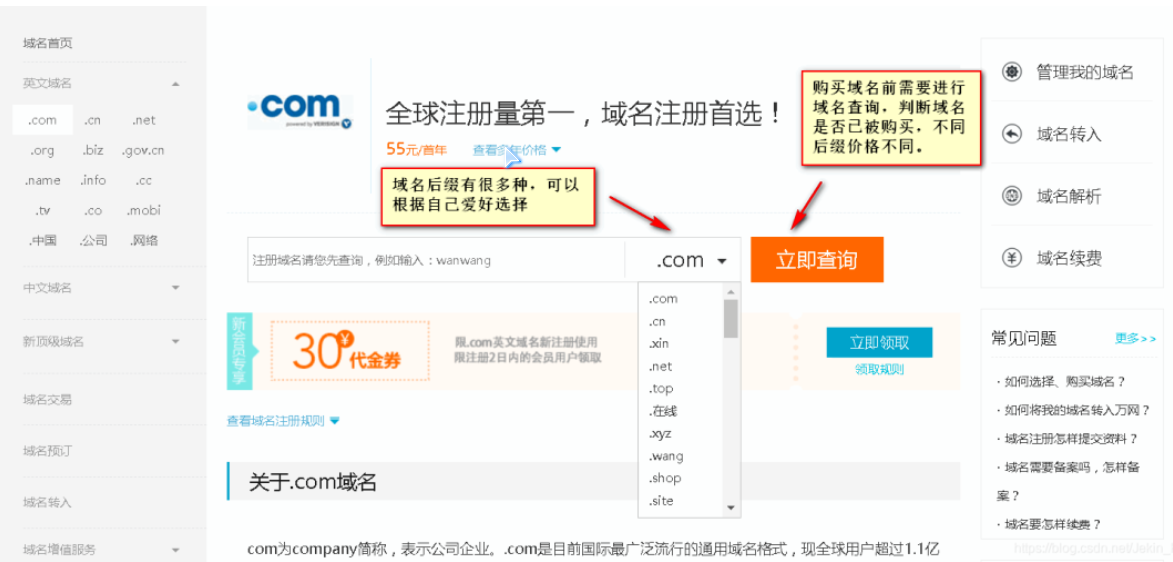 域名首页
英文域名
.com .cn .net
.org .biz .gov.cn
.name .info .cc
.tv .co .mobi
.中国 .公司 .网络
中文域名
新顶级域名
域名交易
域名预订
域名转入
域名增值服务
com
powered by VERISIGN
全球注册量第一，域名注册首选！
55元/首年 查看多年价格
域名后缀有很多种，可以
根据自己爱好选择
购买域名前需要进行
域名查询，判断域名
是否已被购买，不同
后缀价格不同。
注册域名请您先查询，例如输入：wanwang
.com
立即查询
.com
.cn
.xin
.net
.top
.在线
.xyz
.wang
.shop
.site
新会员专享
30¥代金券
限.com英文域名新注册使用
限注册2日内的会员用户领取
立即领取
领取规则
查看域名注册规则
关于.com域名
com为company简称，表示公司企业。.com是目前国际最广泛流行的通用域名格式，现全球用户超过1.1亿
管理我的域名
域名转入
域名解析
¥ 域名续费
常见问题 更多>>
· 如何选择、购买域名？
· 如何将我的域名转入万网？
· 域名注册怎样提交资料？
· 域名需要备案吗，怎样备
案？
· 域名要怎样续费？
https://blog.csdn.net/Jekin_